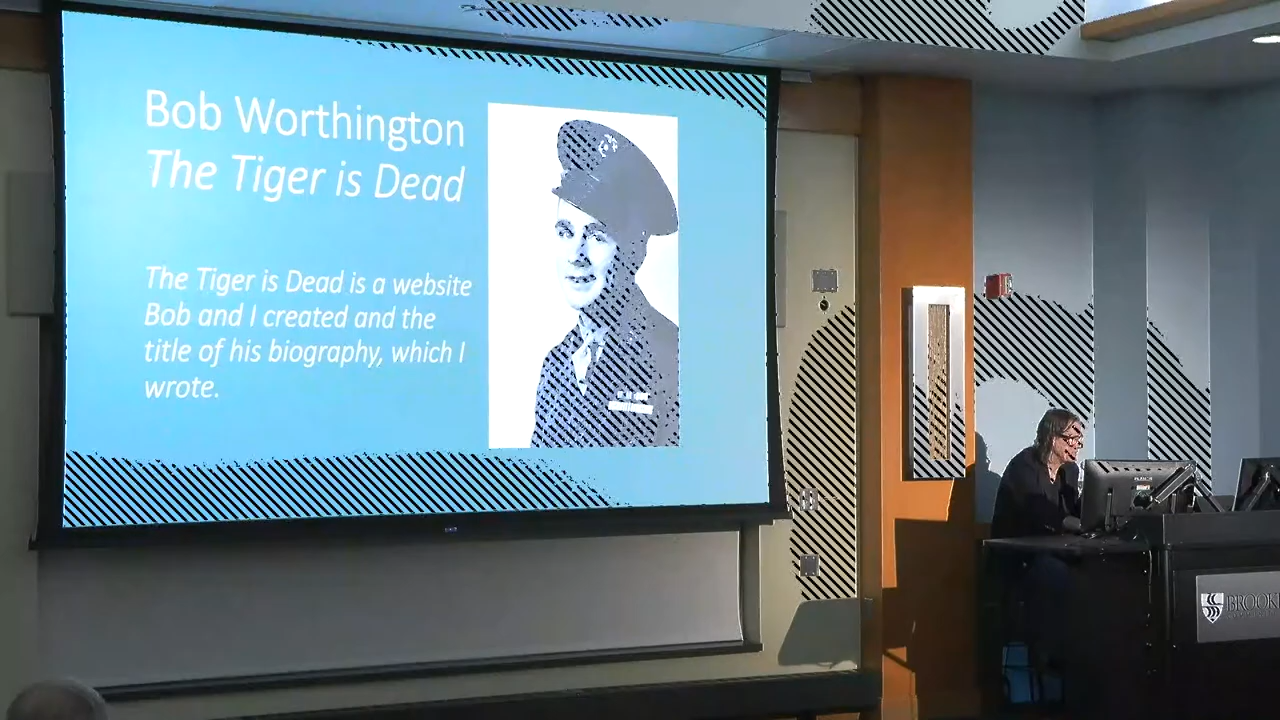 Bob Worthington
The Tiger is Dead
The Tiger is Dead is a website
Bob and I created and the
title of his biography, which I
wrote.